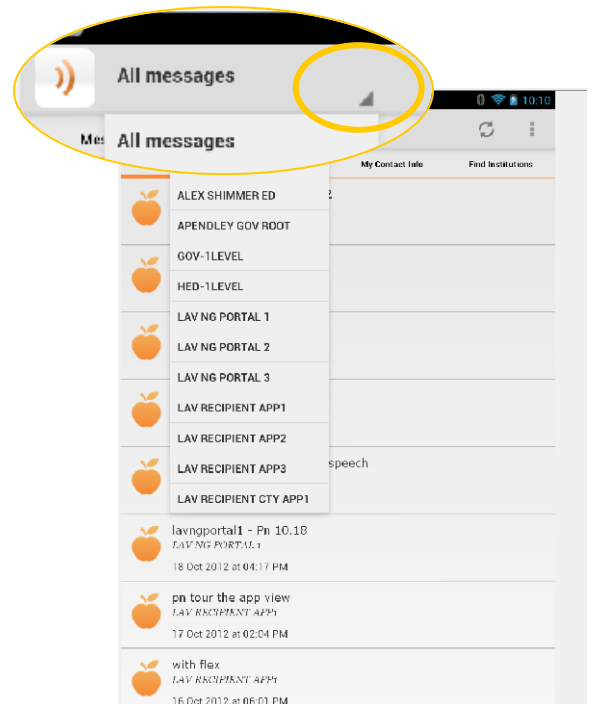 All messages
10:10
Mes
All messages
My Contact Info
Find Institutions
2
ALEX SHIMMER ED
APENDLEY GOV ROOT
GOV-1LEVEL
HED-1LEVEL
LAV NG PORTAL 1
LAV NG PORTAL 2
LAV NG PORTAL 3
LAV RECIPIENT APP1
LAV RECIPIENT APP2
LAV RECIPIENT APP3
speech
LAV RECIPIENT CTY APP1
lavngportal1 - Pn 10.18
LAV NG PORTAL 1
18 Oct 2012 at 04:17 PM
pn tour the app view
LAV RECIPIENT APP1
17 Oct 2012 at 02:04 PM
with flex
LAV RECIPIENT APP1
16 Oct 2012 at 06:01 PM